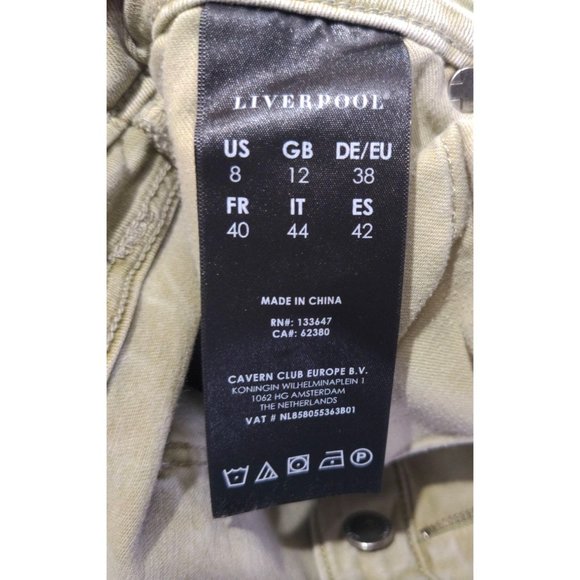 LIVERPOOL®
US GB DE/EU
8 12 38
FR IT ES
40 44 42
MADE IN CHINA
RN#: 133647
CA#: 62380
CAVERN CLUB EUROPE B.V.
KONINGIN WILHELMINAPLEIN 1
1062 HG AMSTERDAM
THE NETHERLANDS
VAT # NL858055363B01
P